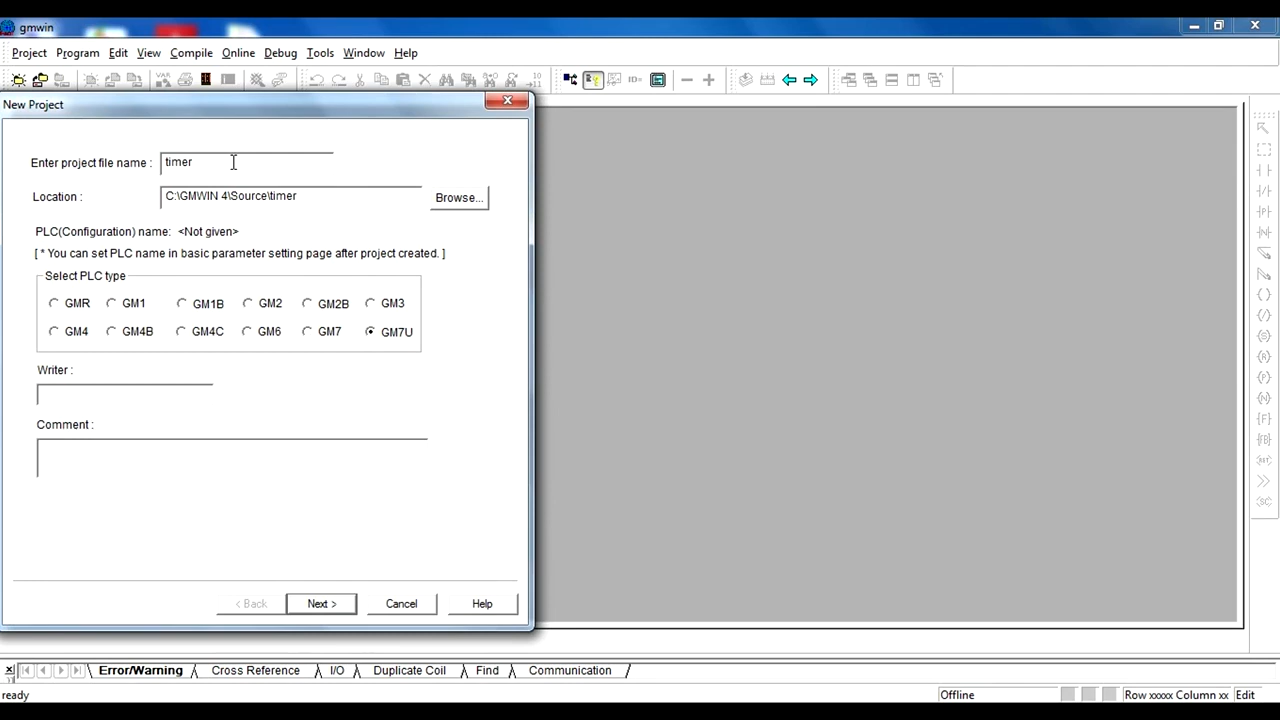 gmwin
Project Program Edit View Compile Online Debug Tools Window Help
New Project
Enter project file name : timer
Location : C:\GMWIN 4\Source\timer Browse...
PLC(Configuration) name: <Not given>
[ * You can set PLC name in basic parameter setting page after project created. ]
Select PLC type
GMR GM1 GM1B GM2 GM2B GM3
GM4 GM4B GM4C GM6 GM7 GM7U
Writer :
Comment :
< Back Next > Cancel Help
Error/Warning Cross Reference I/O Duplicate Coil Find Communication
ready Offline Row xxxxx Column xx Edit